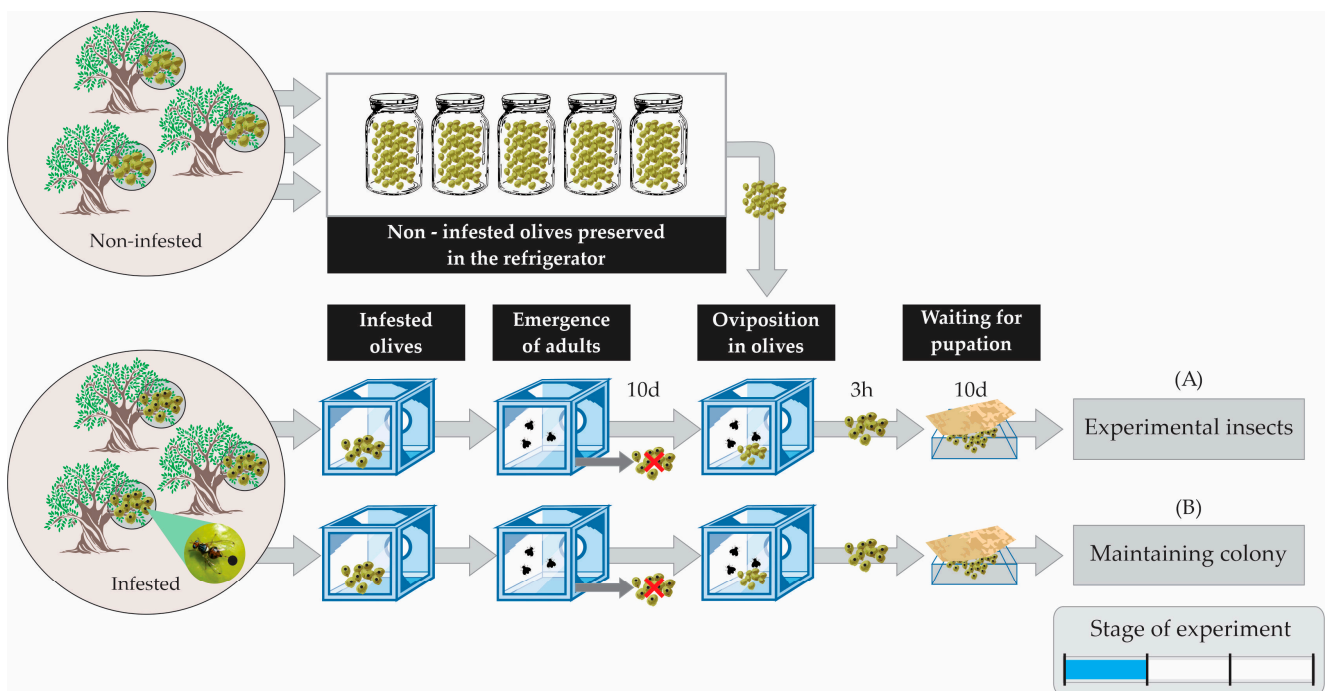 Non-infested
Non - infested olives preserved
in the refrigerator
Infested
olives
Emergence
of adults
Oviposition
in olives
Waiting for
pupation
10d
3h
10d
(A)
Experimental insects
(B)
Maintaining colony
Infested
Stage of experiment